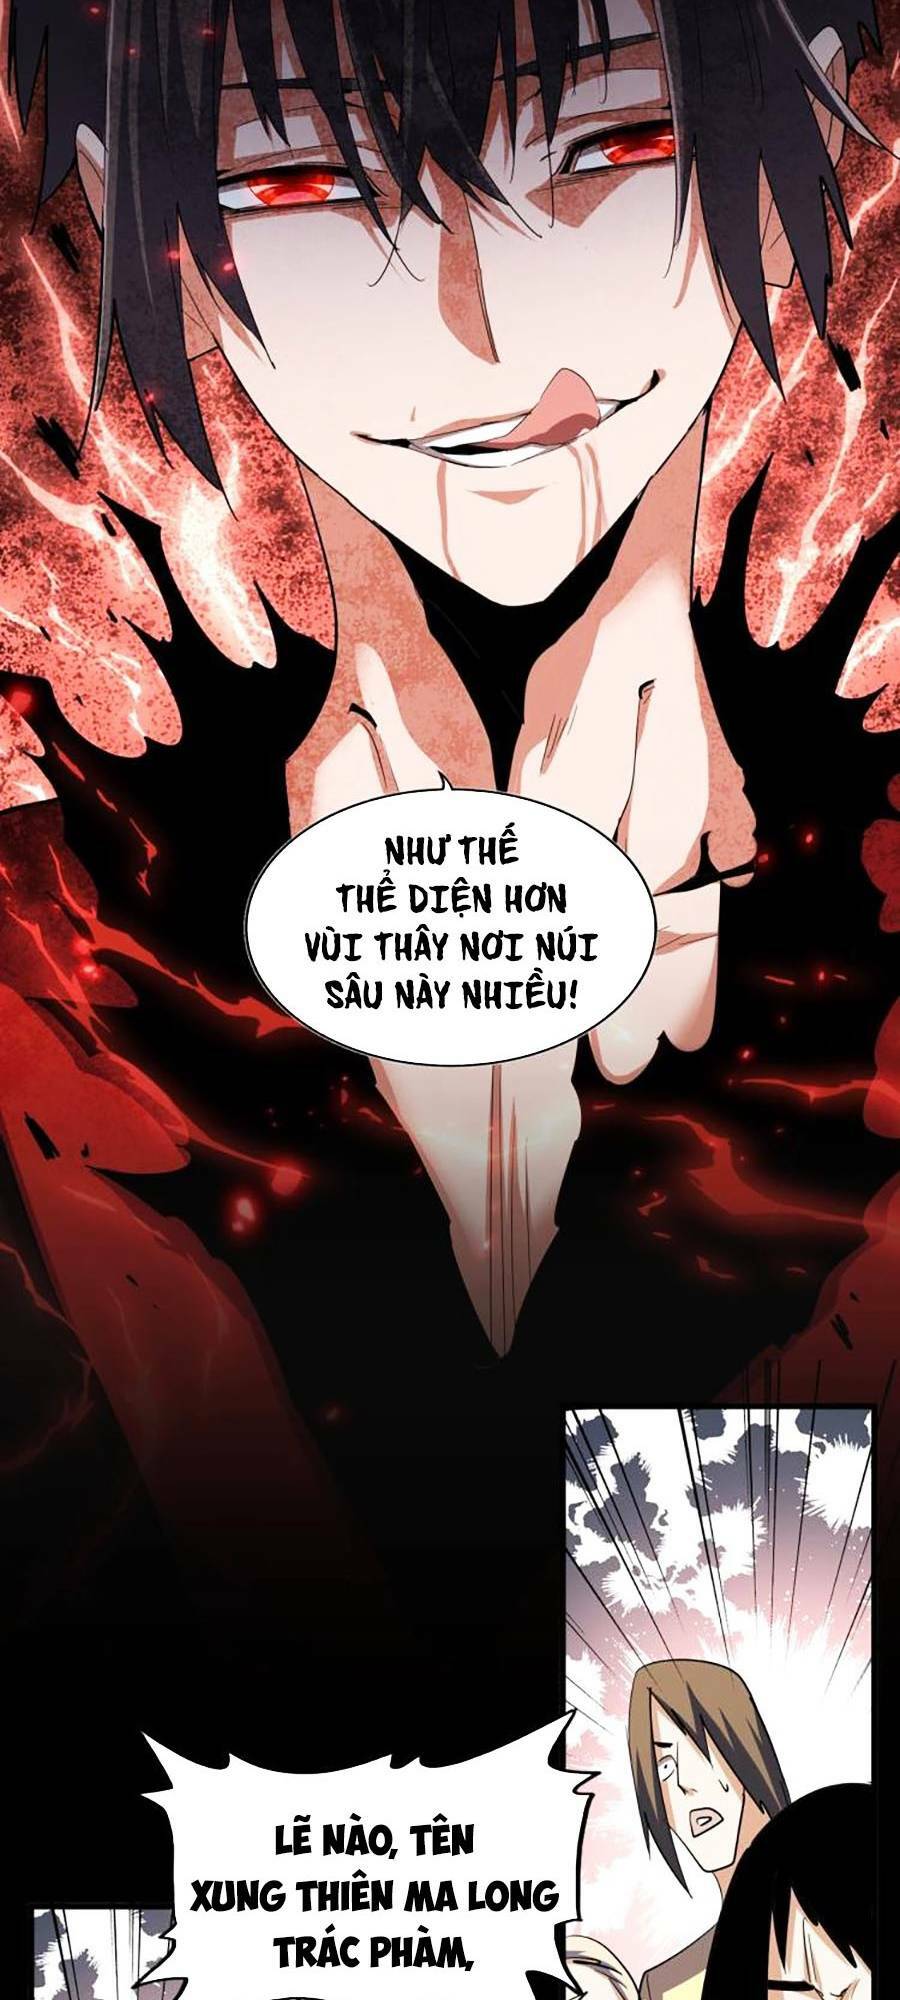 NHƯ THẾ
THỂ DIỆN HƠN
VÙI THÂY NƠI NÚI
SÂU NÀY NHIỀU!
LẼ NÀO, TÊN
XUNG THIÊN MA LONG
TRÁC PHÀM,